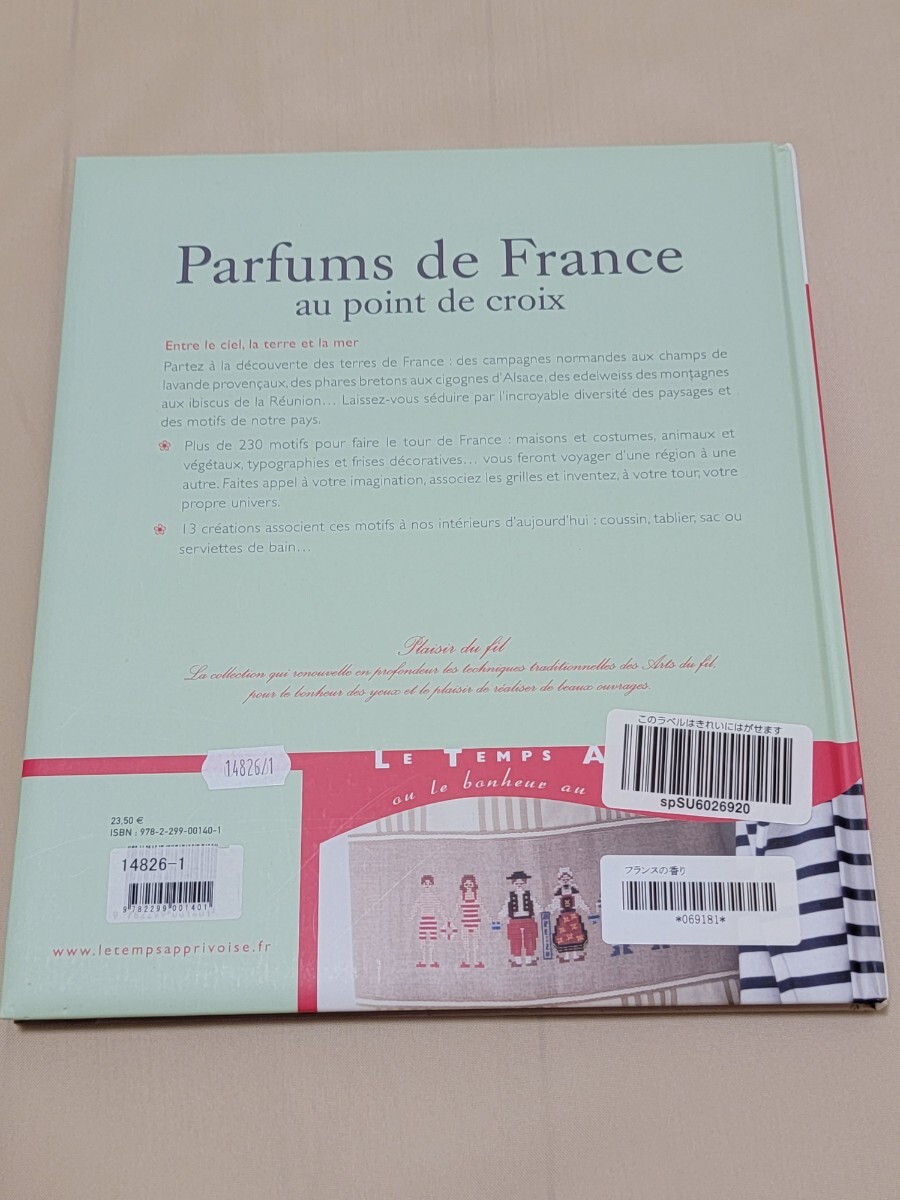 Parfums de France
au point de croix
Entre le ciel, la terre et la mer
Partez à la découverte des terres de France : des campagnes normandes aux champs de
lavande provençaux, des phares bretons aux cigognes d'Alsace, des edelweiss des montagnes
aux ibiscus de la Réunion… Laissez-vous séduire par l'incroyable diversité des paysages et
des motifs de notre pays.
Plus de 230 motifs pour faire le tour de France : maisons et costumes, animaux et
végétaux, typographies et frises décoratives… vous feront voyager d'une région à une
autre. Faites appel à votre imagination, associez les grilles et inventez, à votre tour, votre
propre univers.
13 créations associent ces motifs à nos intérieurs d'aujourd'hui : coussin, tablier, sac ou
serviettes de bain…
Plaisir du fil
La collection qui renouvelle en profondeur les techniques traditionnelles des Arts du fil,
pour le bonheur des yeux et le plaisir de réaliser de beaux ouvrages.
このラベルはきれいにはがせます
spSU6026920
LE TEMPS A
ou le bonheur au
14826/1
23,50 €
ISBN : 978-2-299-00140-1
14826-1
9 782299 001401
フランスの香り
*069181*
www.letempsapprivoise.fr